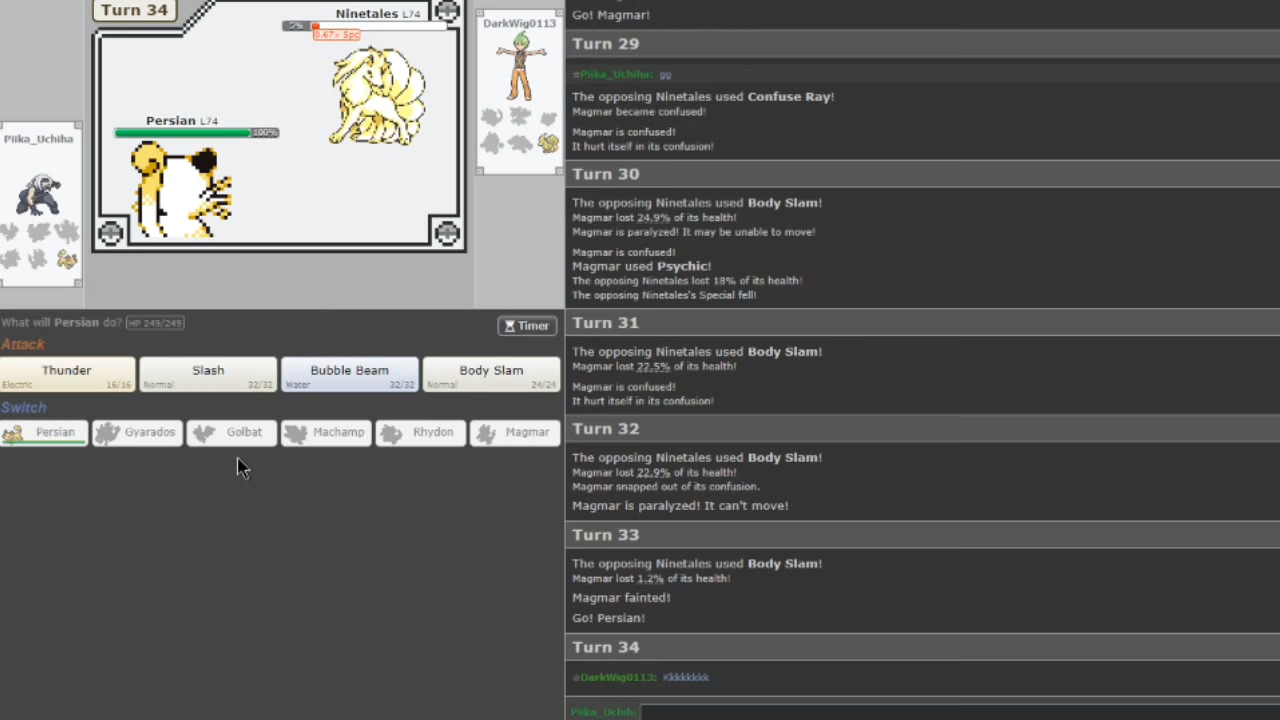 Turn 34
Ninetales L74
5%
0.67× Spc
DarkWig0113
Persian L74
100%
Piika_Uchiha
What will Persian do? HP 249/249
Timer
Attack
Thunder
Electric 16/16
Slash
Normal 32/32
Bubble Beam
Water 32/32
Body Slam
Normal 24/24
Switch
Persian
Gyarados
Golbat
Machamp
Rhydon
Magmar
Go! Magmar!
Turn 29
☆Piika_Uchiha: gg
The opposing Ninetales used Confuse Ray!
Magmar became confused!
Magmar is confused!
It hurt itself in its confusion!
Turn 30
The opposing Ninetales used Body Slam!
Magmar lost 24.9% of its health!
Magmar is paralyzed! It may be unable to move!
Magmar is confused!
Magmar used Psychic!
The opposing Ninetales lost 18% of its health!
The opposing Ninetales's Special fell!
Turn 31
The opposing Ninetales used Body Slam!
Magmar lost 22.5% of its health!
Magmar is confused!
It hurt itself in its confusion!
Turn 32
The opposing Ninetales used Body Slam!
Magmar lost 22.9% of its health!
Magmar snapped out of its confusion.
Magmar is paralyzed! It can't move!
Turn 33
The opposing Ninetales used Body Slam!
Magmar lost 1.2% of its health!
Magmar fainted!
Go! Persian!
Turn 34
☆DarkWig0113: Kkkkkkkk
Piika_Uchih: